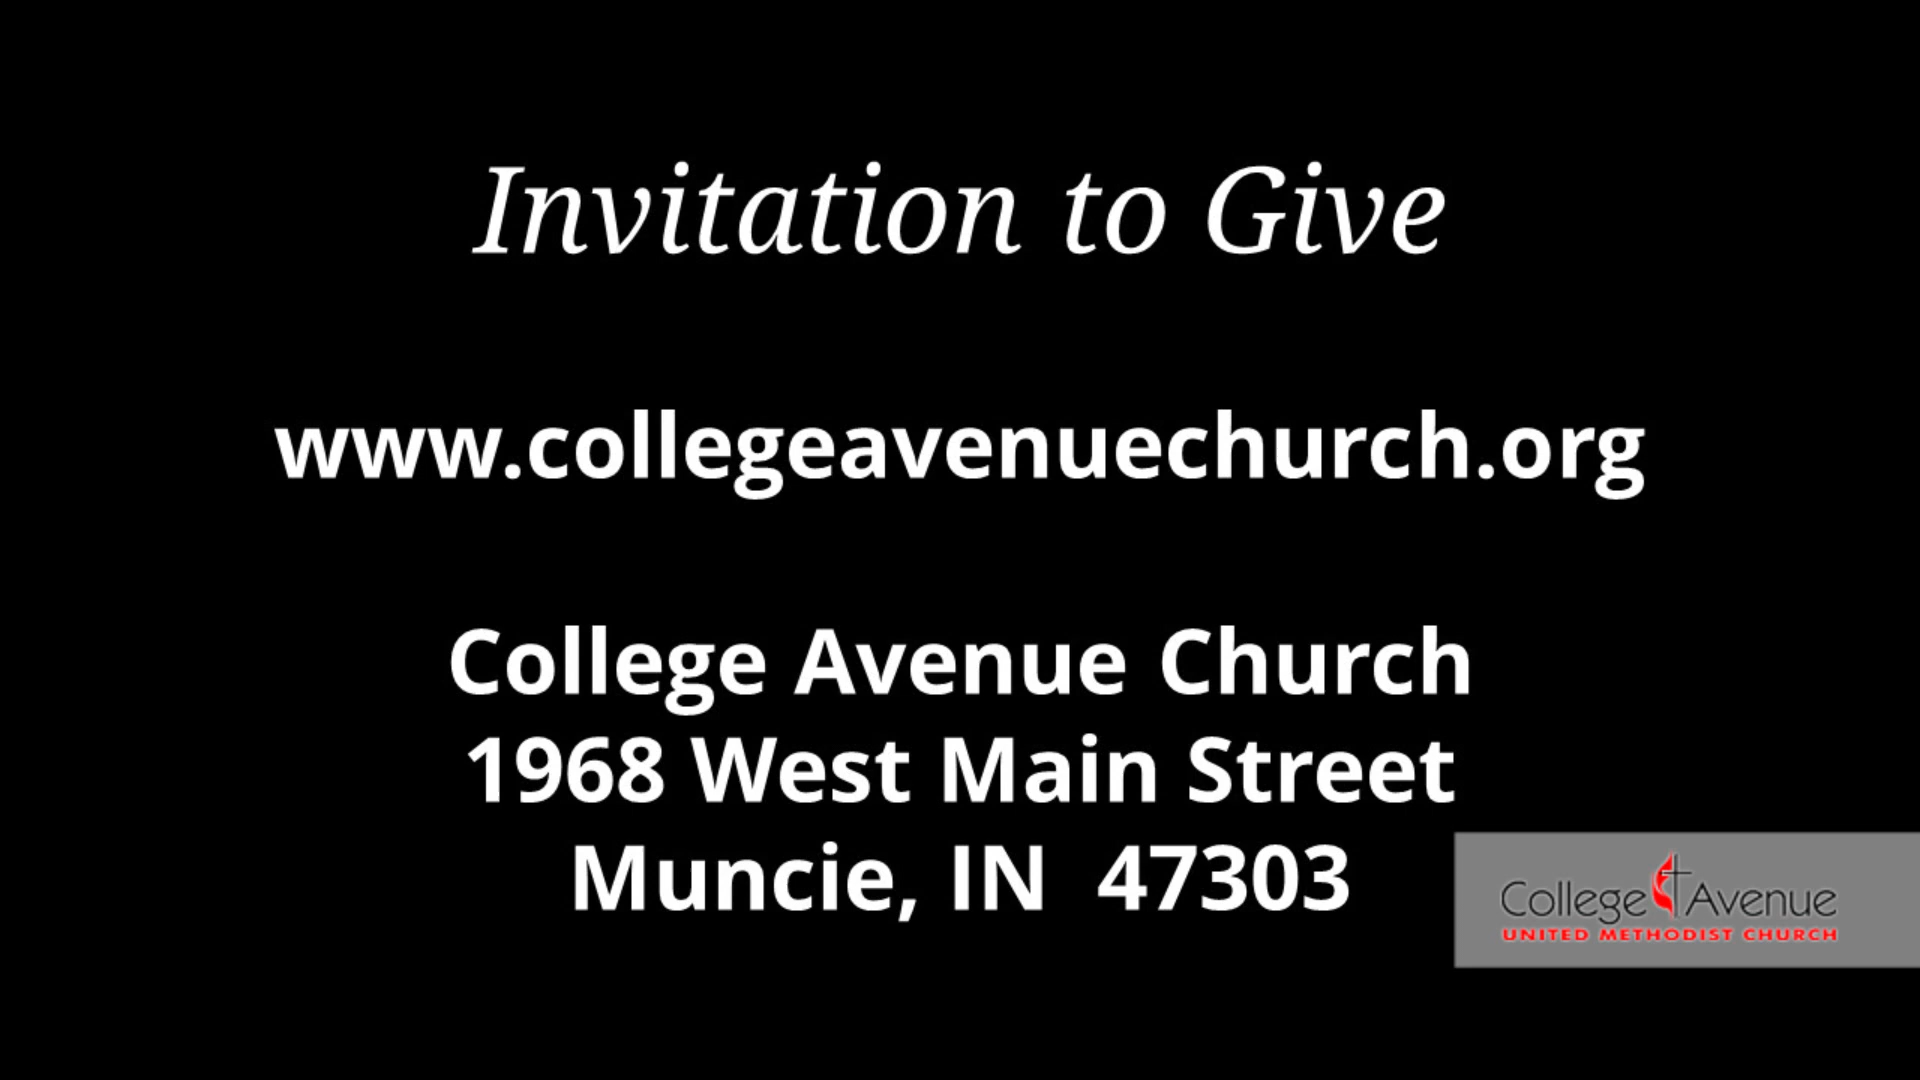 Invitation to Give
www.collegeavenuechurch.org
College Avenue Church
1968 West Main Street
Muncie, IN  47303
College Avenue
UNITED METHODIST CHURCH